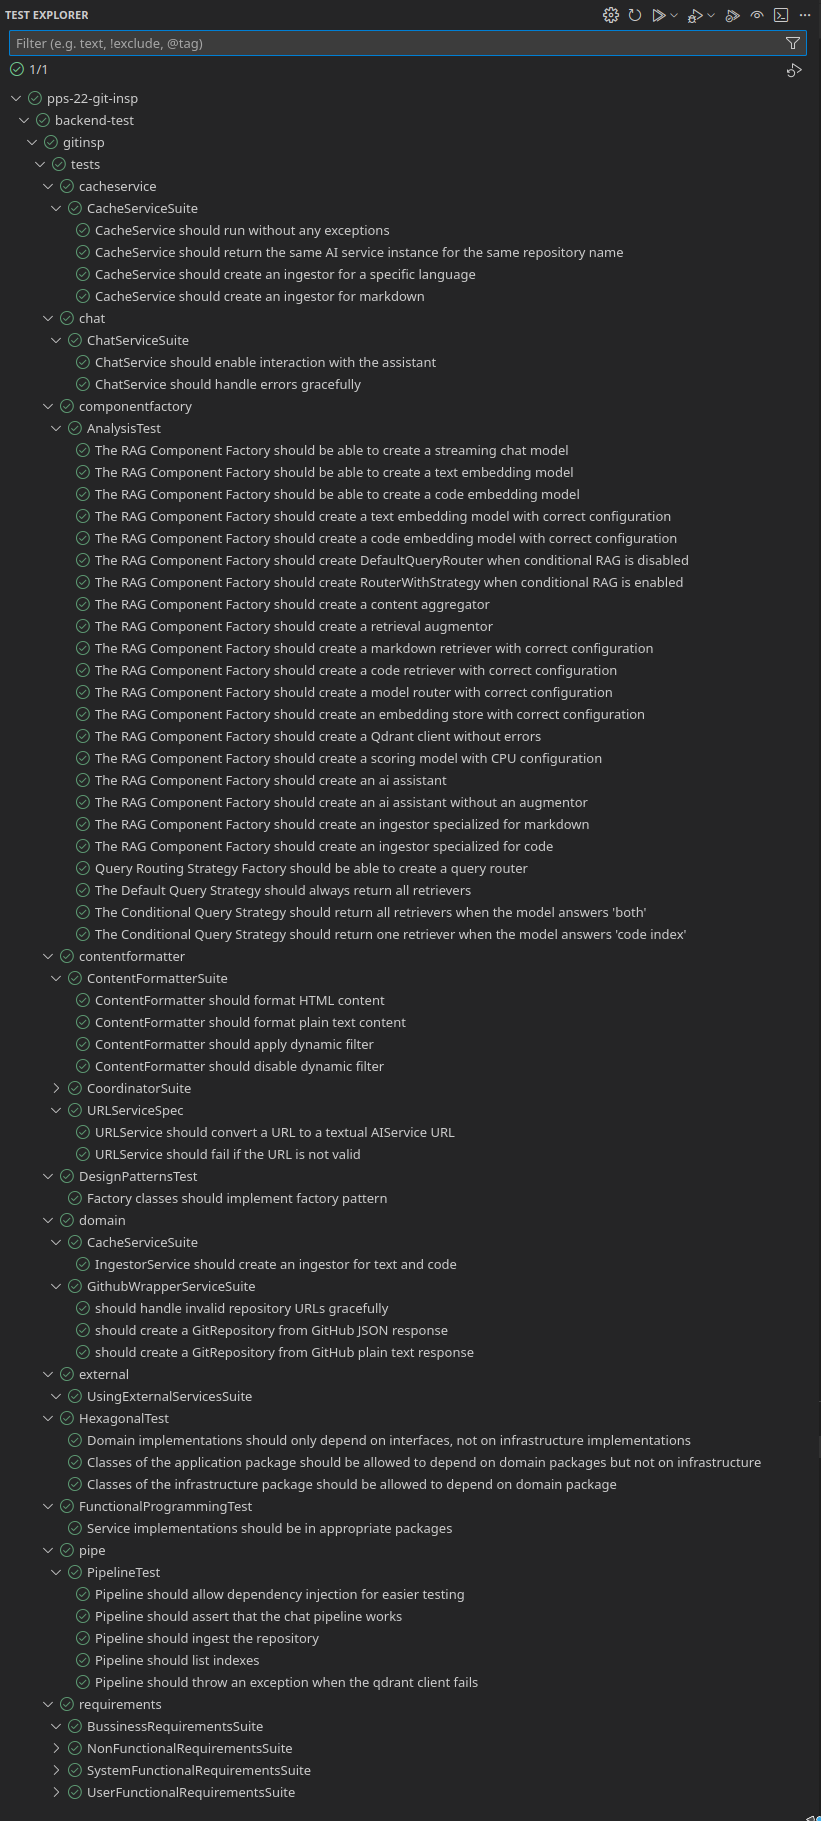 TEST EXPLORER
Filter (e.g. text, !exclude, @tag)
1/1
pps-22-git-insp
backend-test
gitinsp
tests
cacheservice
CacheServiceSuite
CacheService should run without any exceptions
CacheService should return the same AI service instance for the same repository name
CacheService should create an ingestor for a specific language
CacheService should create an ingestor for markdown
chat
ChatServiceSuite
ChatService should enable interaction with the assistant
ChatService should handle errors gracefully
componentfactory
AnalysisTest
The RAG Component Factory should be able to create a streaming chat model
The RAG Component Factory should be able to create a text embedding model
The RAG Component Factory should be able to create a code embedding model
The RAG Component Factory should create a text embedding model with correct configuration
The RAG Component Factory should create a code embedding model with correct configuration
The RAG Component Factory should create DefaultQueryRouter when conditional RAG is disabled
The RAG Component Factory should create RouterWithStrategy when conditional RAG is enabled
The RAG Component Factory should create a content aggregator
The RAG Component Factory should create a retrieval augmentor
The RAG Component Factory should create a markdown retriever with correct configuration
The RAG Component Factory should create a code retriever with correct configuration
The RAG Component Factory should create a model router with correct configuration
The RAG Component Factory should create an embedding store with correct configuration
The RAG Component Factory should create a Qdrant client without errors
The RAG Component Factory should create a scoring model with CPU configuration
The RAG Component Factory should create an ai assistant
The RAG Component Factory should create an ai assistant without an augmentor
The RAG Component Factory should create an ingestor specialized for markdown
The RAG Component Factory should create an ingestor specialized for code
Query Routing Strategy Factory should be able to create a query router
The Default Query Strategy should always return all retrievers
The Conditional Query Strategy should return all retrievers when the model answers 'both'
The Conditional Query Strategy should return one retriever when the model answers 'code index'
contentformatter
ContentFormatterSuite
ContentFormatter should format HTML content
ContentFormatter should format plain text content
ContentFormatter should apply dynamic filter
ContentFormatter should disable dynamic filter
CoordinatorSuite
URLServiceSpec
URLService should convert a URL to a textual AIService URL
URLService should fail if the URL is not valid
DesignPatternsTest
Factory classes should implement factory pattern
domain
CacheServiceSuite
IngestorService should create an ingestor for text and code
GithubWrapperServiceSuite
should handle invalid repository URLs gracefully
should create a GitRepository from GitHub JSON response
should create a GitRepository from GitHub plain text response
external
UsingExternalServicesSuite
HexagonalTest
Domain implementations should only depend on interfaces, not on infrastructure implementations
Classes of the application package should be allowed to depend on domain packages but not on infrastructure
Classes of the infrastructure package should be allowed to depend on domain package
FunctionalProgrammingTest
Service implementations should be in appropriate packages
pipe
PipelineTest
Pipeline should allow dependency injection for easier testing
Pipeline should assert that the chat pipeline works
Pipeline should ingest the repository
Pipeline should list indexes
Pipeline should throw an exception when the qdrant client fails
requirements
BussinessRequirementsSuite
NonFunctionalRequirementsSuite
SystemFunctionalRequirementsSuite
UserFunctionalRequirementsSuite